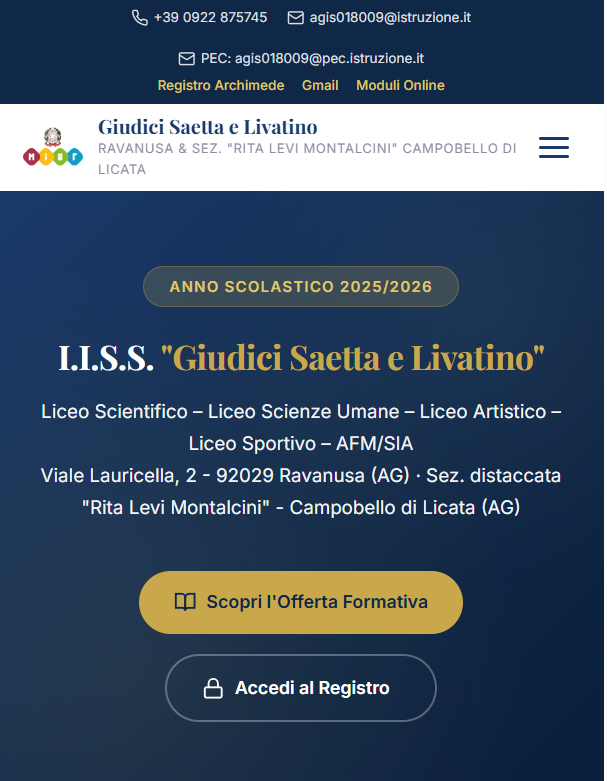 +39 0922 875745 agis018009@istruzione.it
PEC: agis018009@pec.istruzione.it
Registro Archimede Gmail Moduli Online
MIUR
Giudici Saetta e Livatino
RAVANUSA & SEZ. "RITA LEVI MONTALCINI" CAMPOBELLO DI
LICATA
ANNO SCOLASTICO 2025/2026
I.I.S.S. "Giudici Saetta e Livatino"
Liceo Scientifico – Liceo Scienze Umane – Liceo Artistico –
Liceo Sportivo – AFM/SIA
Viale Lauricella, 2 - 92029 Ravanusa (AG) · Sez. distaccata
"Rita Levi Montalcini" - Campobello di Licata (AG)
Scopri l'Offerta Formativa
Accedi al Registro